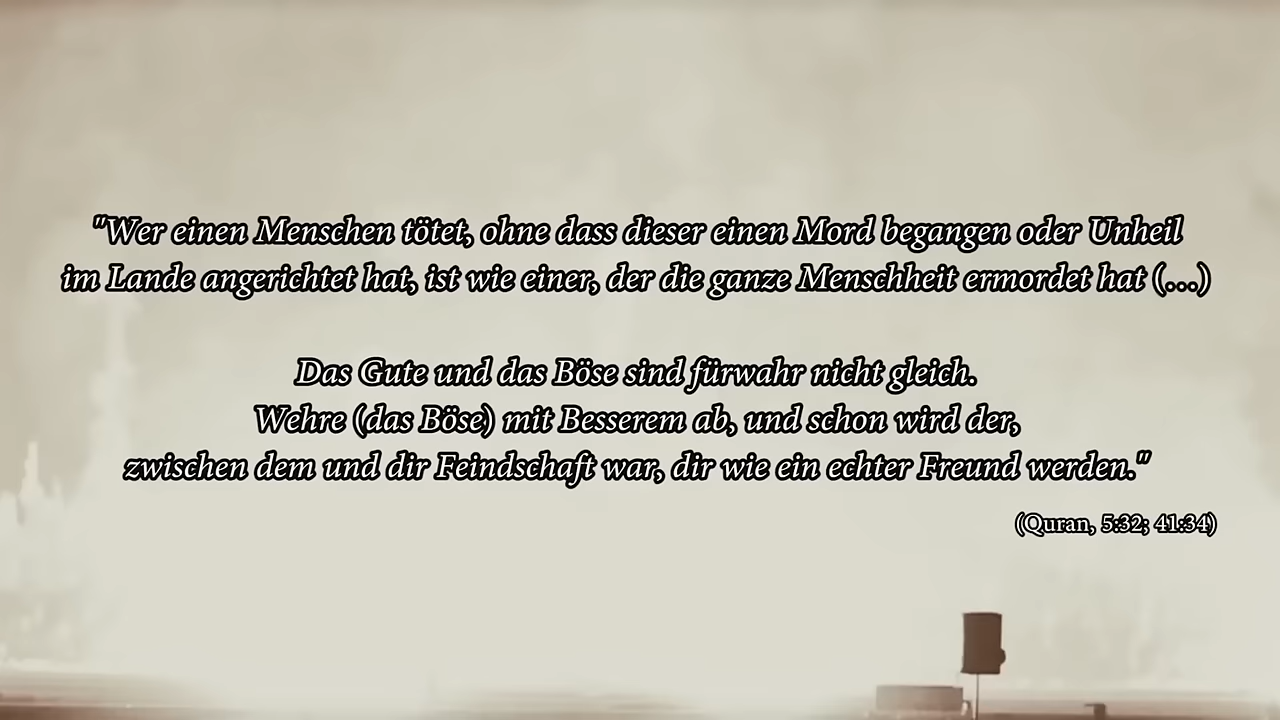 "Wer einen Menschen tötet, ohne dass dieser einen Mord begangen oder Unheil
im Lande angerichtet hat, ist wie einer, der die ganze Menschheit ermordet hat (...)
Das Gute und das Böse sind fürwahr nicht gleich.
Wehre (das Böse) mit Besserem ab, und schon wird der,
zwischen dem und dir Feindschaft war, dir wie ein echter Freund werden."
(Quran, 5:32; 41:34)